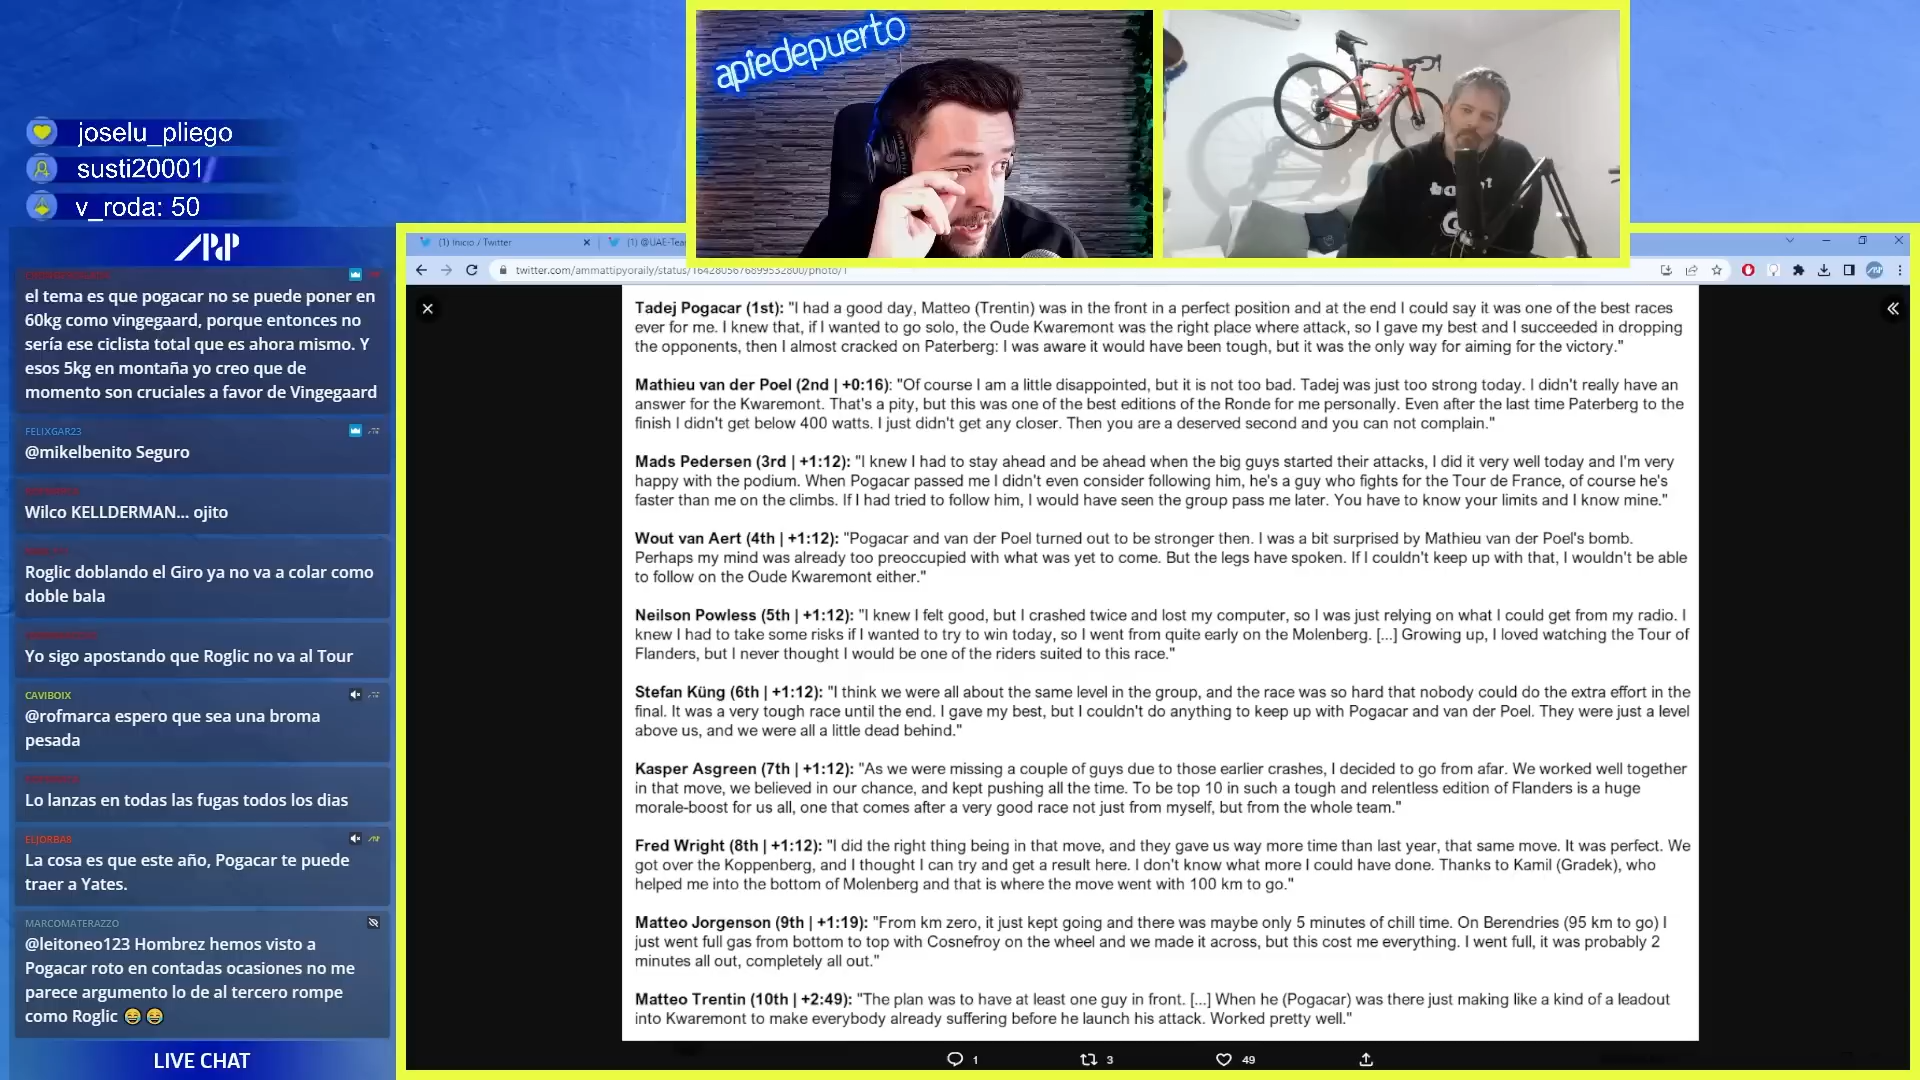 apiedepuerto
joselu_pliego
susti20001
v_roda: 50
el tema es que pogacar no se puede poner en
60kg como vingegaard, porque entonces no
sería ese ciclista total que es ahora mismo. Y
esos 5kg en montaña yo creo que de
momento son cruciales a favor de Vingegaard
FELIXGAR23
@mikelbenito Seguro
Wilco KELLDERMAN... ojito
Roglic doblando el Giro ya no va a colar como
doble bala
Yo sigo apostando que Roglic no va al Tour
CAVIBOIX
@rofmarca espero que sea una broma
pesada
Lo lanzas en todas las fugas todos los dias
ELJORBAR
La cosa es que este año, Pogacar te puede
traer a Yates.
MARCOMATERAZZO
@leitoneo123 Hombrez hemos visto a
Pogacar roto en contadas ocasiones no me
parece argumento lo de al tercero rompe
como Roglic 😄😄
LIVE CHAT
(1) Inicio / Twitter
(1) @UAE-Tea
twitter.com/ammattipyoraily/status/1642805676899532800/photo/1
Tadej Pogacar (1st): "I had a good day, Matteo (Trentin) was in the front in a perfect position and at the end I could say it was one of the best races
ever for me. I knew that, if I wanted to go solo, the Oude Kwaremont was the right place where attack, so I gave my best and I succeeded in dropping
the opponents, then I almost cracked on Paterberg: I was aware it would have been tough, but it was the only way for aiming for the victory."
Mathieu van der Poel (2nd | +0:16): "Of course I am a little disappointed, but it is not too bad. Tadej was just too strong today. I didn't really have an
answer for the Kwaremont. That's a pity, but this was one of the best editions of the Ronde for me personally. Even after the last time Paterberg to the
finish I didn't get below 400 watts. I just didn't get any closer. Then you are a deserved second and you can not complain."
Mads Pedersen (3rd | +1:12): "I knew I had to stay ahead and be ahead when the big guys started their attacks, I did it very well today and I'm very
happy with the podium. When Pogacar passed me I didn't even consider following him, he's a guy who fights for the Tour de France, of course he's
faster than me on the climbs. If I had tried to follow him, I would have seen the group pass me later. You have to know your limits and I know mine."
Wout van Aert (4th | +1:12): "Pogacar and van der Poel turned out to be stronger then. I was a bit surprised by Mathieu van der Poel's bomb.
Perhaps my mind was already too preoccupied with what was yet to come. But the legs have spoken. If I couldn't keep up with that, I wouldn't be able
to follow on the Oude Kwaremont either."
Neilson Powless (5th | +1:12): "I knew I felt good, but I crashed twice and lost my computer, so I was just relying on what I could get from my radio. I
knew I had to take some risks if I wanted to try to win today, so I went from quite early on the Molenberg. [...] Growing up, I loved watching the Tour of
Flanders, but I never thought I would be one of the riders suited to this race."
Stefan Küng (6th | +1:12): "I think we were all about the same level in the group, and the race was so hard that nobody could do the extra effort in the
final. It was a very tough race until the end. I gave my best, but I couldn't do anything to keep up with Pogacar and van der Poel. They were just a level
above us, and we were all a little dead behind."
Kasper Asgreen (7th | +1:12): "As we were missing a couple of guys due to those earlier crashes, I decided to go from afar. We worked well together
in that move, we believed in our chance, and kept pushing all the time. To be top 10 in such a tough and relentless edition of Flanders is a huge
morale-boost for us all, one that comes after a very good race not just from myself, but from the whole team."
Fred Wright (8th | +1:12): "I did the right thing being in that move, and they gave us way more time than last year, that same move. It was perfect. We
got over the Koppenberg, and I thought I can try and get a result here. I don't know what more I could have done. Thanks to Kamil (Gradek), who
helped me into the bottom of Molenberg and that is where the move went with 100 km to go."
Matteo Jorgenson (9th | +1:19): "From km zero, it just kept going and there was maybe only 5 minutes of chill time. On Berendries (95 km to go) I
just went full gas from bottom to top with Cosnefroy on the wheel and we made it across, but this cost me everything. I went full, it was probably 2
minutes all out, completely all out."
Matteo Trentin (10th | +2:49): "The plan was to have at least one guy in front. [...] When he (Pogacar) was there just making like a kind of a leadout
into Kwaremont to make everybody already suffering before he launch his attack. Worked pretty well."
1
3
49